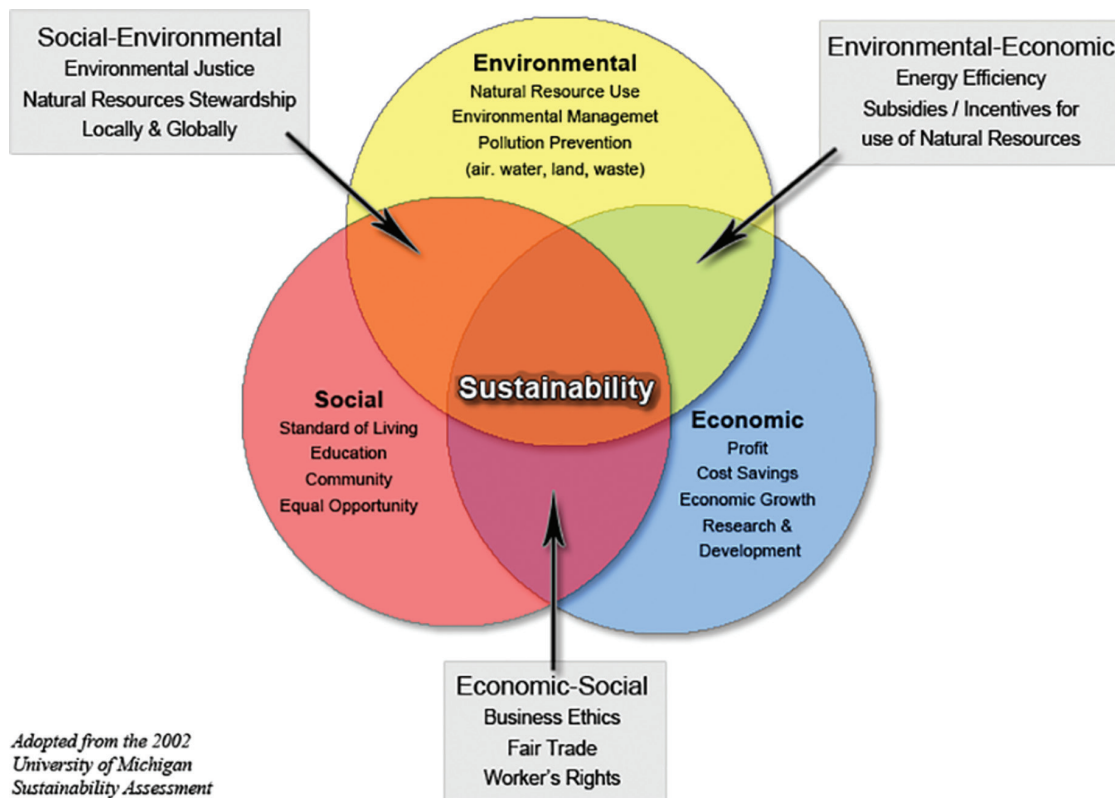 Social-Environmental
Environmental Justice
Natural Resources Stewardship
Locally & Globally
Environmental
Natural Resource Use
Environmental Managemet
Pollution Prevention
(air. water, land, waste)
Environmental-Economic
Energy Efficiency
Subsidies / Incentives for
use of Natural Resources
Sustainability
Social
Standard of Living
Education
Community
Equal Opportunity
Economic
Profit
Cost Savings
Economic Growth
Research &
Development
Economic-Social
Business Ethics
Fair Trade
Worker's Rights
Adopted from the 2002
University of Michigan
Sustainability Assessment